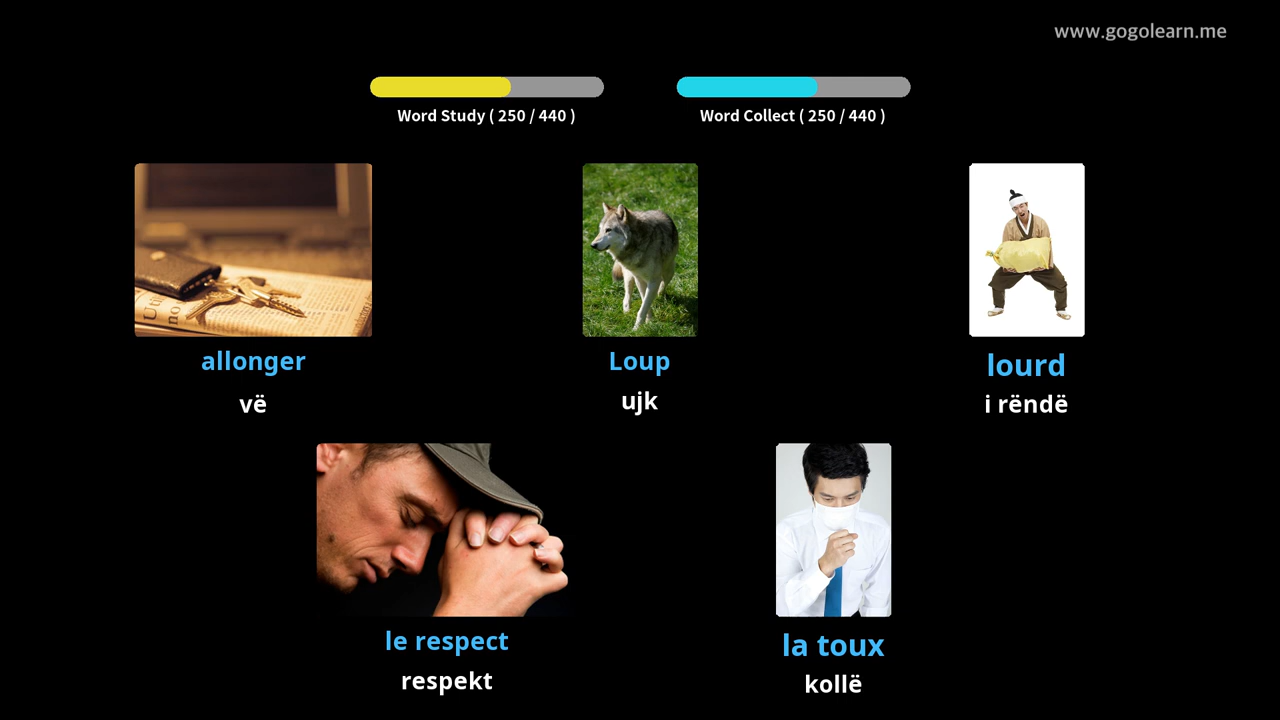 www.gogolearn.me
Word Study ( 250 / 440 )
Word Collect ( 250 / 440 )
allonger
vë
Loup
ujk
lourd
i rëndë
le respect
respekt
la toux
kollë